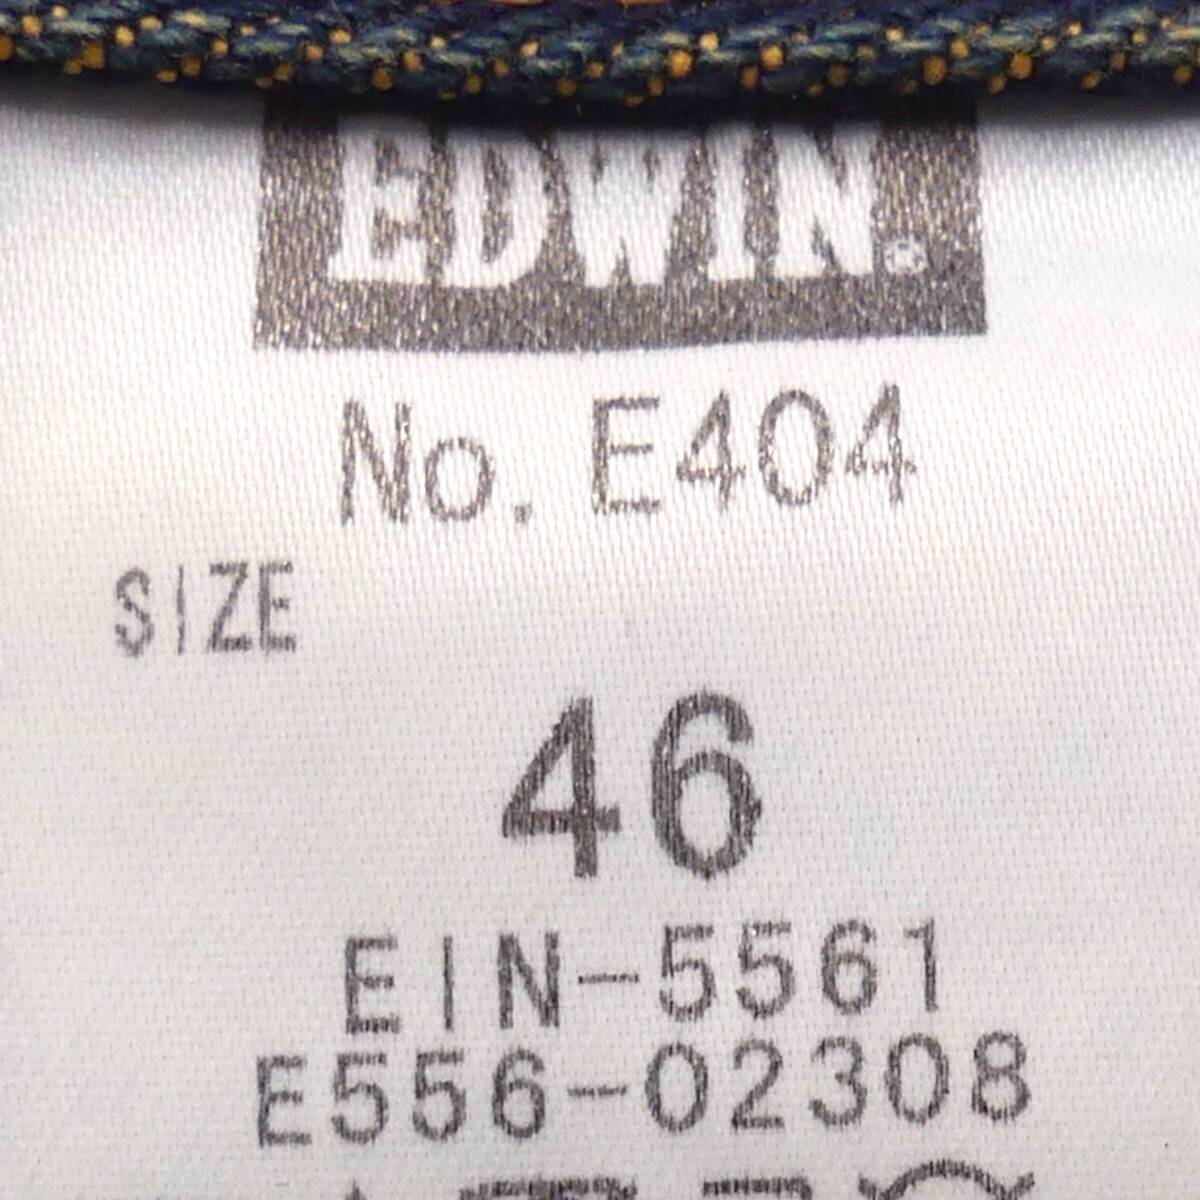 EDWIN®
No. E404
SIZE
46
EIN-5561
E556-02308